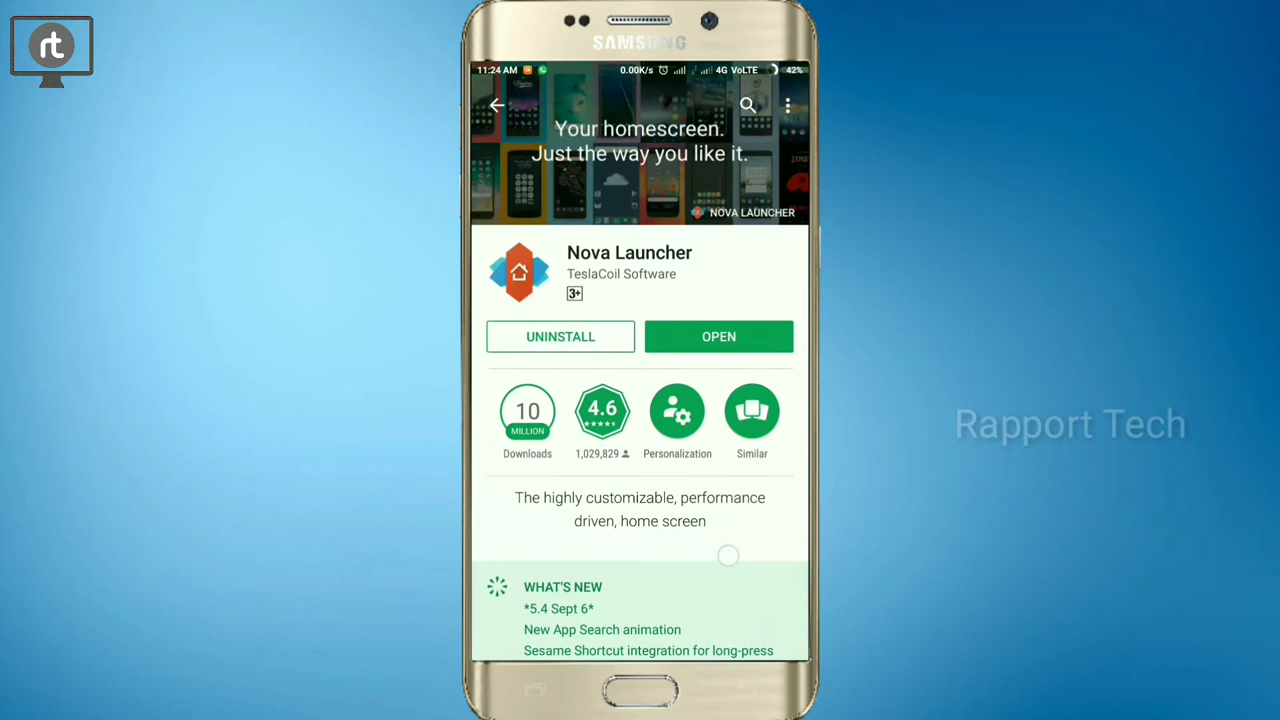 rt
SAMSUNG
11:24 AM 0.00K/s 4G VoLTE 42%
Your homescreen.
Just the way you like it.
NOVA LAUNCHER
Nova Launcher
TeslaCoil Software
3+
UNINSTALL OPEN
10 4.6
MILLION
Downloads 1,029,829 Personalization Similar
Rapport Tech
The highly customizable, performance
driven, home screen
WHAT'S NEW
*5.4 Sept 6*
New App Search animation
Sesame Shortcut integration for long-press